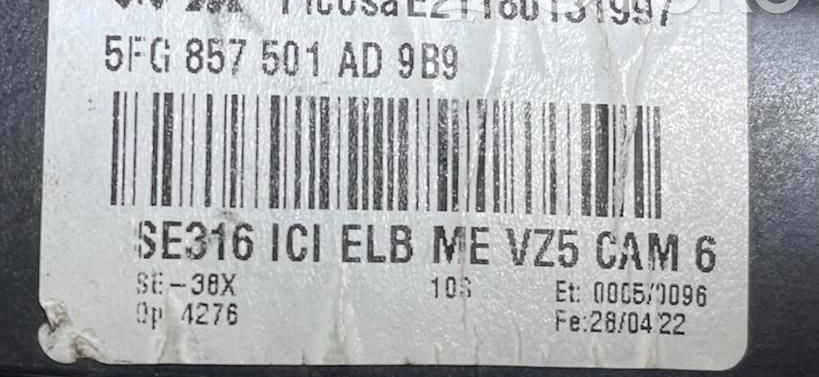 FicosaE21180131997
5FG 857 501 AD 9B9
SE316 ICI ELB ME VZ5 CAM 6
SE-38X 10S Et: 0005/0096
Op 4276 Fe:28/04/22